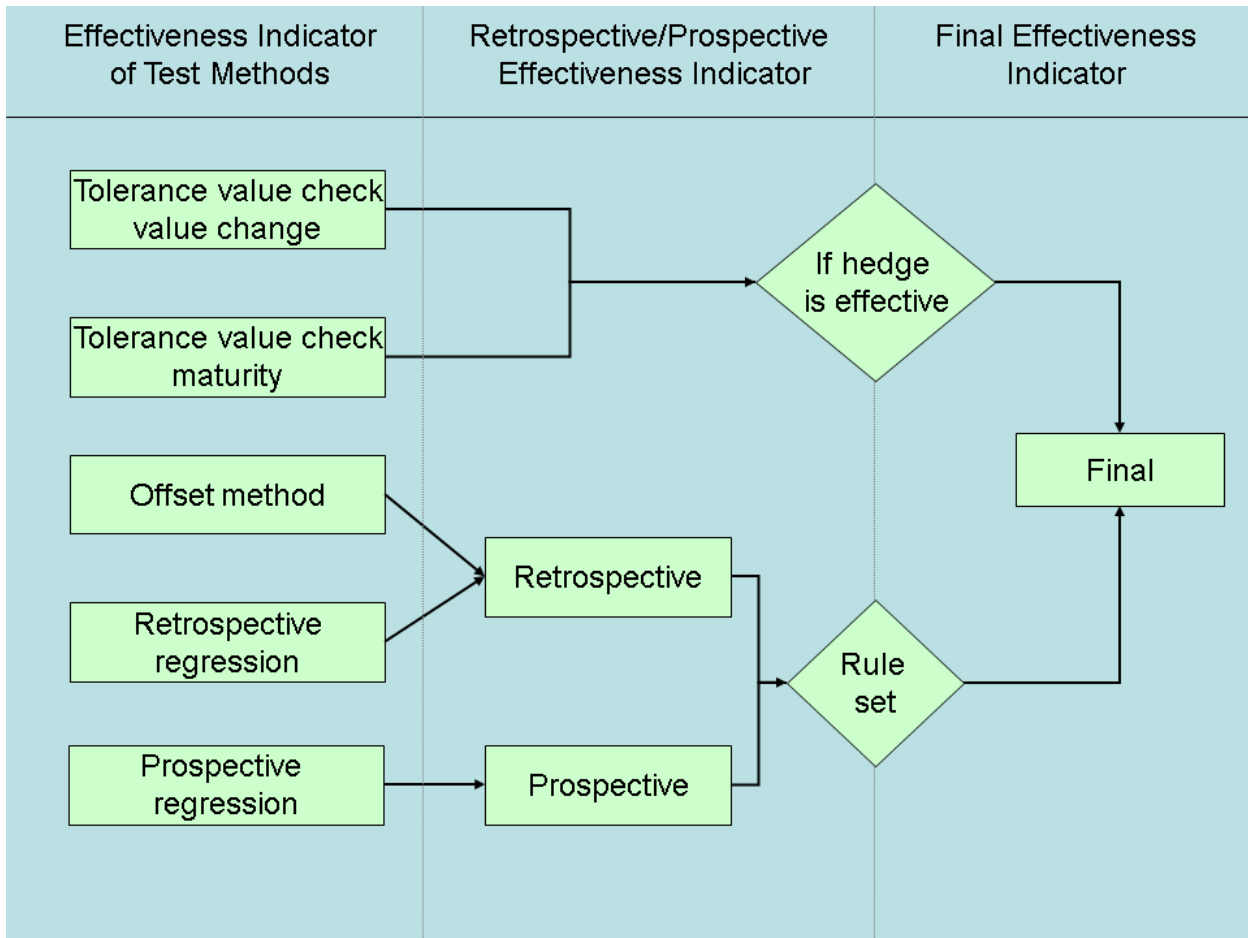 Effectiveness Indicator
of Test Methods
Retrospective/Prospective
Effectiveness Indicator
Final Effectiveness
Indicator
Tolerance value check
value change
If hedge
is effective
Tolerance value check
maturity
Final
Offset method
Retrospective
Retrospective
regression
Rule
set
Prospective
regression
Prospective